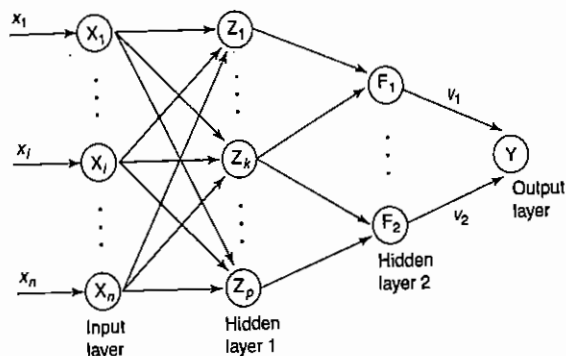 x1 X1 Z1
F1 v1
xi Xi Zk Y
Output
layer
v2
F2
Hidden
layer 2
xn Xn Zp
Input
layer
Hidden
layer 1